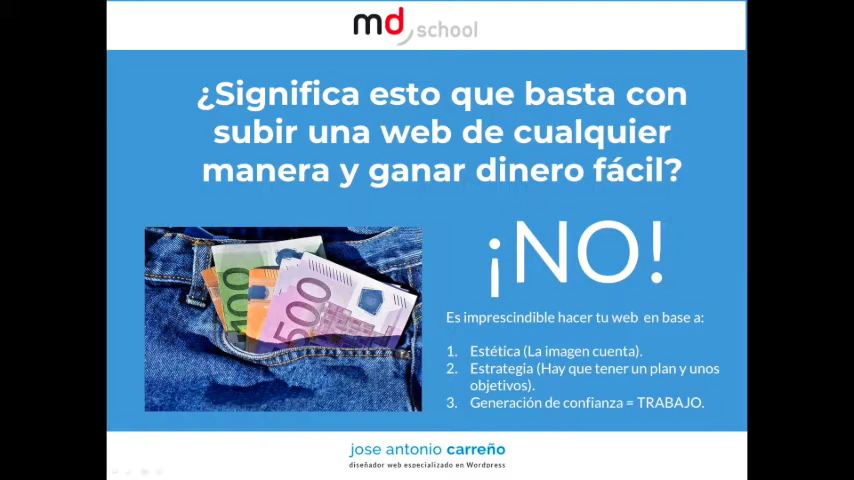 md school
¿Significa esto que basta con
subir una web de cualquier
manera y ganar dinero fácil?
100
500
¡NO!
Es imprescindible hacer tu web en base a:
1. Estética (La imagen cuenta).
2. Estrategia (Hay que tener un plan y unos
objetivos).
3. Generación de confianza = TRABAJO.
jose antonio carreño
diseñador web especializado en Wordpress